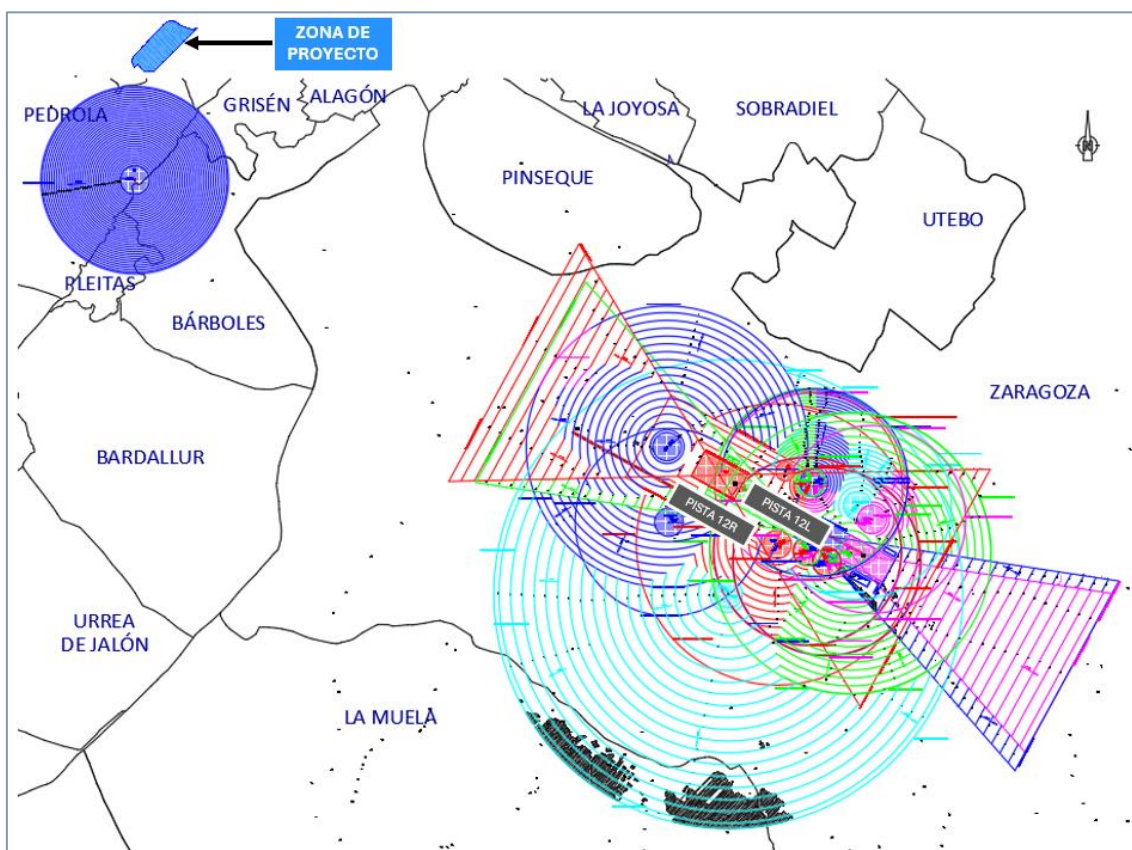 ZONA DE
PROYECTO
PEDROLA
GRISÉN
ALAGÓN
LA JOYOSA
SOBRADIEL
PINSEQUE
UTEBO
N
PLEITAS
BÁRBOLES
ZARAGOZA
BARDALLUR
PISTA 12R
PISTA 12L
URREA
DE JALÓN
LA MUELA